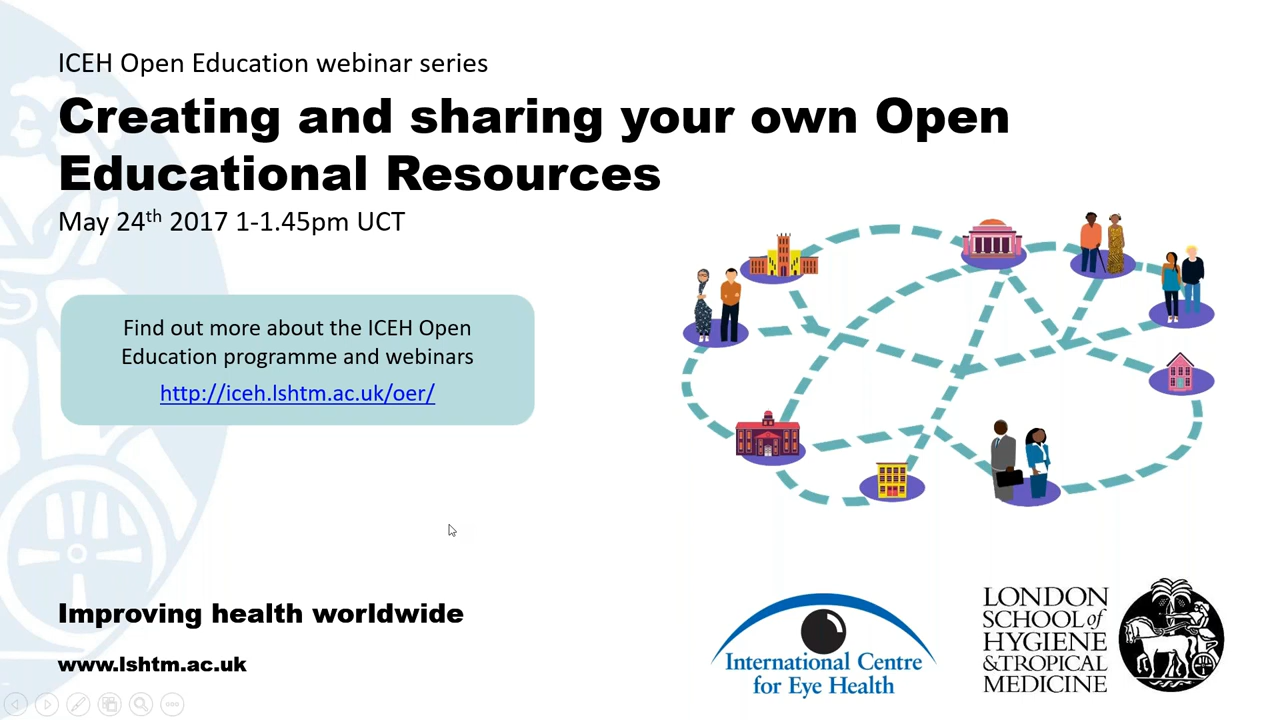 ICEH Open Education webinar series
Creating and sharing your own Open
Educational Resources
May 24th 2017 1-1.45pm UCT
Find out more about the ICEH Open
Education programme and webinars
http://iceh.lshtm.ac.uk/oer/
Improving health worldwide
www.lshtm.ac.uk
International Centre
for Eye Health
LONDON
SCHOOL of
HYGIENE
&TROPICAL
MEDICINE